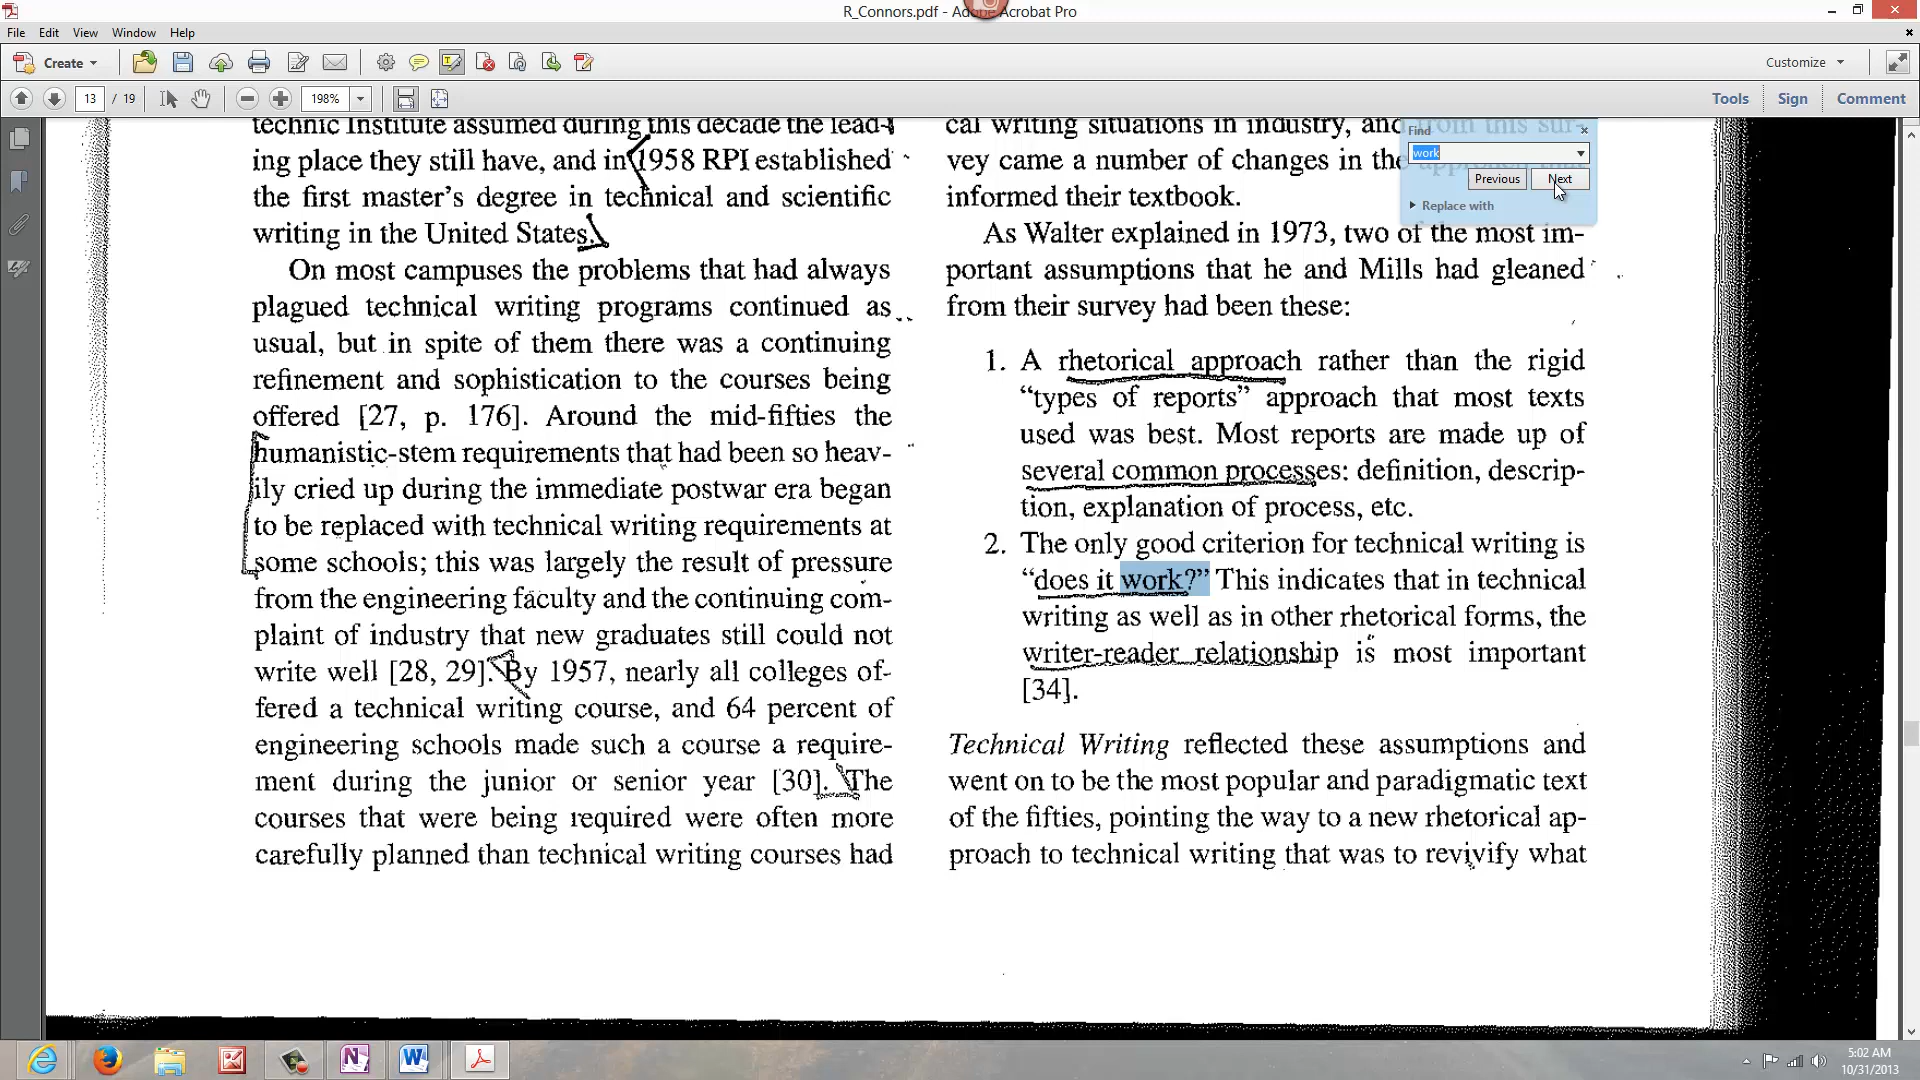 R_Connors.pdf - Adobe Acrobat Pro
File Edit View Window Help
Create
Customize
13 / 19
198%
Tools Sign Comment
technic Institute assumed during this decade the lead-
ing place they still have, and in 1958 RPI established
the first master's degree in technical and scientific
writing in the United States.
On most campuses the problems that had always
plagued technical writing programs continued as
usual, but in spite of them there was a continuing
refinement and sophistication to the courses being
offered [27, p. 176]. Around the mid-fifties the
humanistic-stem requirements that had been so heav-
ily cried up during the immediate postwar era began
to be replaced with technical writing requirements at
some schools; this was largely the result of pressure
from the engineering faculty and the continuing com-
plaint of industry that new graduates still could not
write well [28, 29]. By 1957, nearly all colleges of-
fered a technical writing course, and 64 percent of
engineering schools made such a course a require-
ment during the junior or senior year [30]. The
courses that were being required were often more
carefully planned than technical writing courses had
cal writing situations in industry, and from this sur-
vey came a number of changes in the approach that
informed their textbook.
As Walter explained in 1973, two of the most im-
portant assumptions that he and Mills had gleaned
from their survey had been these:
1. A rhetorical approach rather than the rigid
“types of reports” approach that most texts
used was best. Most reports are made up of
several common processes: definition, descrip-
tion, explanation of process, etc.
2. The only good criterion for technical writing is
“does it work?” This indicates that in technical
writing as well as in other rhetorical forms, the
writer-reader relationship is most important
[34].
Technical Writing reflected these assumptions and
went on to be the most popular and paradigmatic text
of the fifties, pointing the way to a new rhetorical ap-
proach to technical writing that was to revivify what
Find
work
Previous Next
Replace with
5:02 AM
10/31/2013